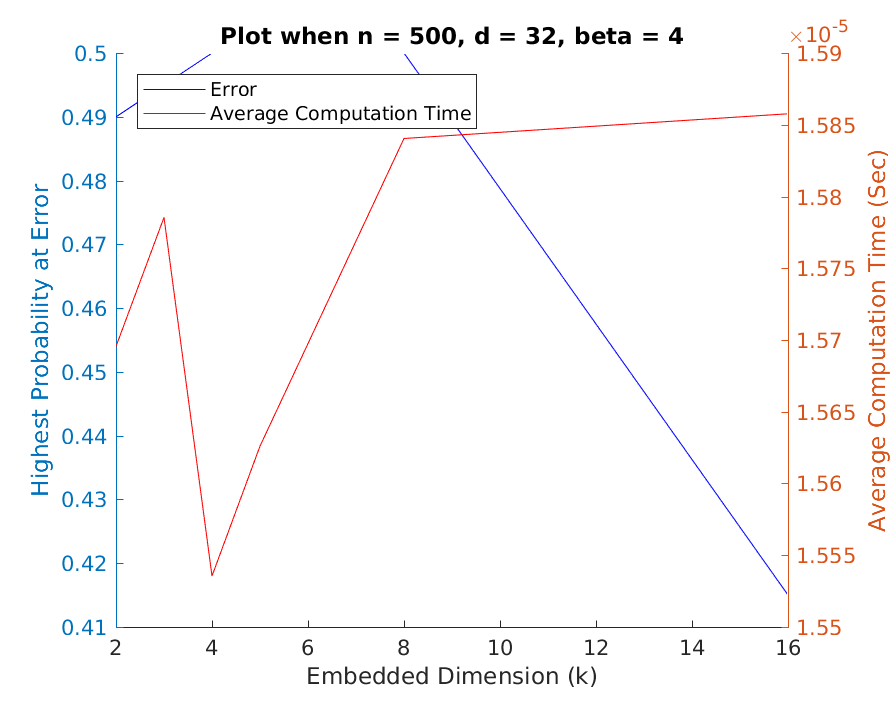 Plot when n = 500, d = 32, beta = 4
×10-5
0.5
0.49
0.48
0.47
0.46
0.45
0.44
0.43
0.42
0.41
Highest Probability at Error
Error
Average Computation Time
1.59
1.585
1.58
1.575
1.57
1.565
1.56
1.555
1.55
Average Computation Time (Sec)
2 4 6 8 10 12 14 16
Embedded Dimension (k)